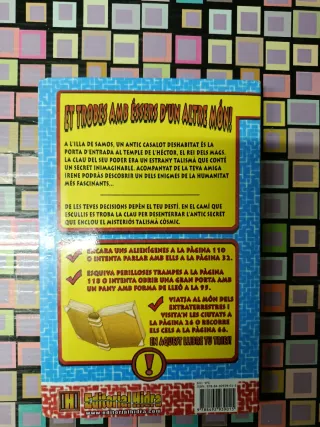 ET TROBES AMB ÉSSERS D'UN ALTRE MÓN!
A L'ILLA DE SAMOS, UN ANTIC CASALOT DESHABITAT ÉS LA
PORTA D'ENTRADA AL TEMPLE DE L'HÉCTOR, EL REI DELS MAGS.
LA CLAU DEL SEU PODER ERA UN ESTRANY TALISMÀ QUE CONTÉ
UN SECRET INIMAGINABLE. ACOMPANYAT DE LA TEVA AMIGA
IRENE PODRÀS DESCOBRIR UN DELS ENIGMES DE LA HUMANITAT
MÉS FASCINANTS...
DE LES TEVES DECISIONS DEPÈN EL TEU DESTÍ. EN EL CAMÍ QUE
ESCULLIS ES TROBA LA CLAU PER DESENTERRAR L'ANTIC SECRET
QUE ENCLOU EL MISTERIÓS TALISMÀ CÒSMIC.
ENCARA UNS ALIENÍGENES A LA PÀGINA 110
O INTENTA PARLAR AMB ELLS A LA 32.
ESQUIVA PERILLOSES TRAMPES A LA PÀGINA
118 O INTENTA OBRIR UNA GRAN PORTA AMB
UN PANY AMB FORMA DE LLEÓ A LA 95.
VIATJA AL MÓN DELS
EXTRATERRESTRES I
VISITA'N LES CIUTATS A
LA PÀGINA 26 O RECORRE
ELS CELS A LA PÀGINA 66.
EN AQUEST LLIBRE TU TRIES!
Editorial Hidra
www.editorialhidra.com